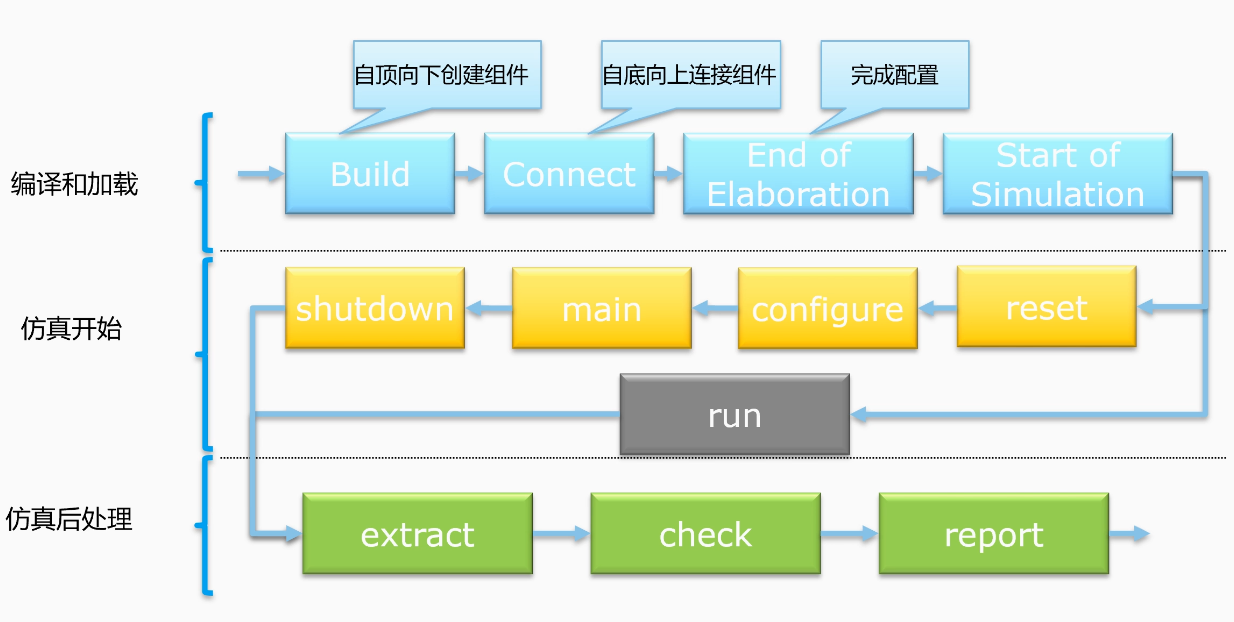 自顶向下创建组件
自底向上连接组件
完成配置
编译和加载
Build
Connect
End of
Elaboration
Start of
Simulation
仿真开始
shutdown
main
configure
reset
run
仿真后处理
extract
check
report